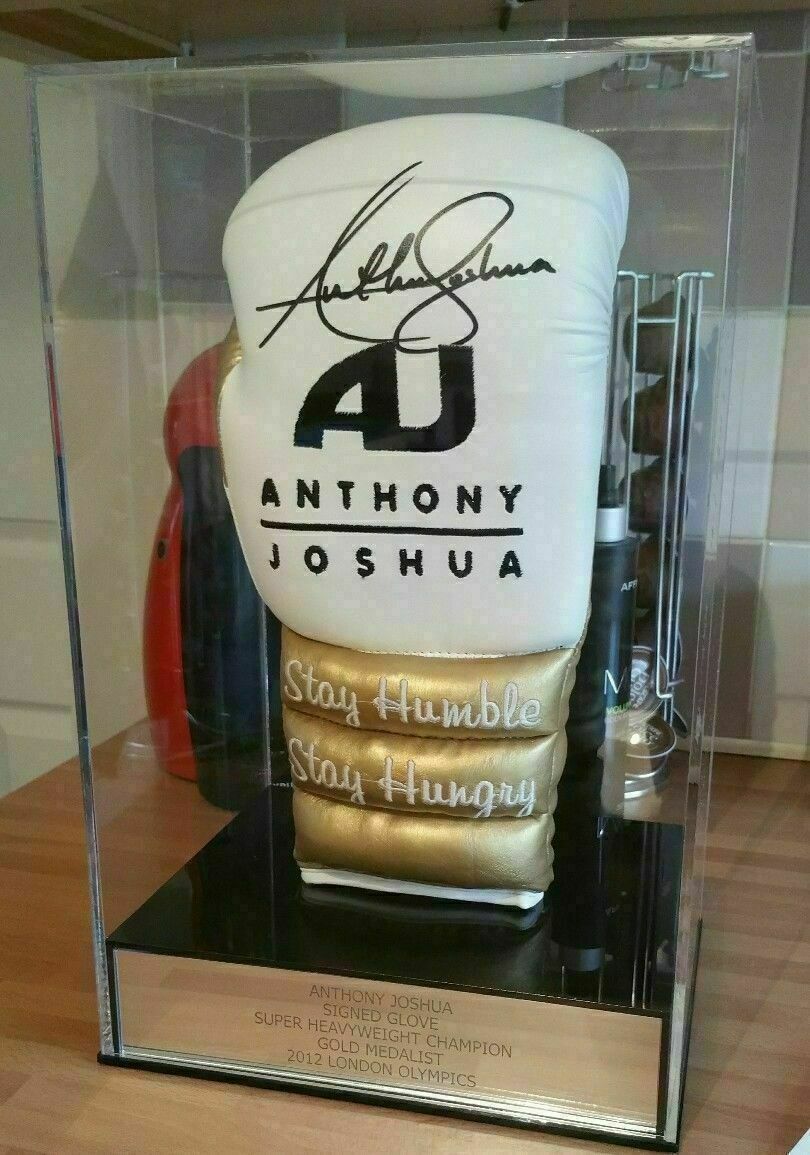 Anthony Joshua
AJ
ANTHONY
JOSHUA
Stay Humble
Stay Hungry
ANTHONY JOSHUA
SIGNED GLOVE
SUPER HEAVYWEIGHT CHAMPION
GOLD MEDALIST
2012 LONDON OLYMPICS